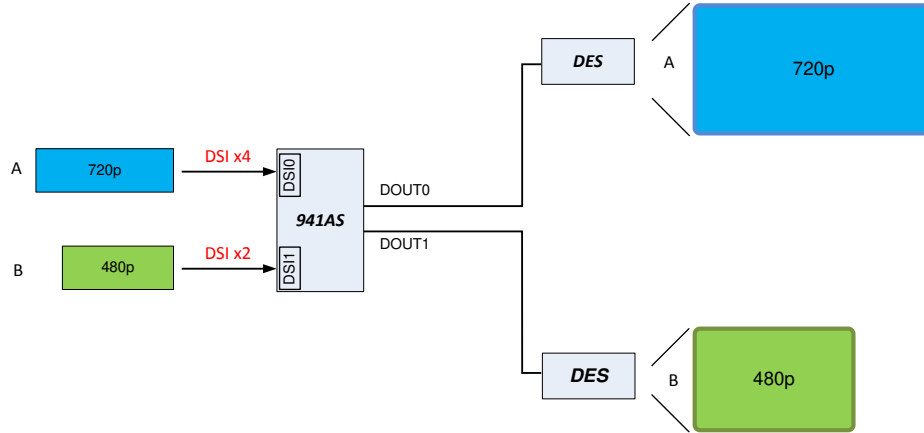 DES
A
720p
A
720p
DSI x4
DSI0
941AS
DOUT0
DOUT1
B
480p
DSI x2
DSI1
DES
B
480p